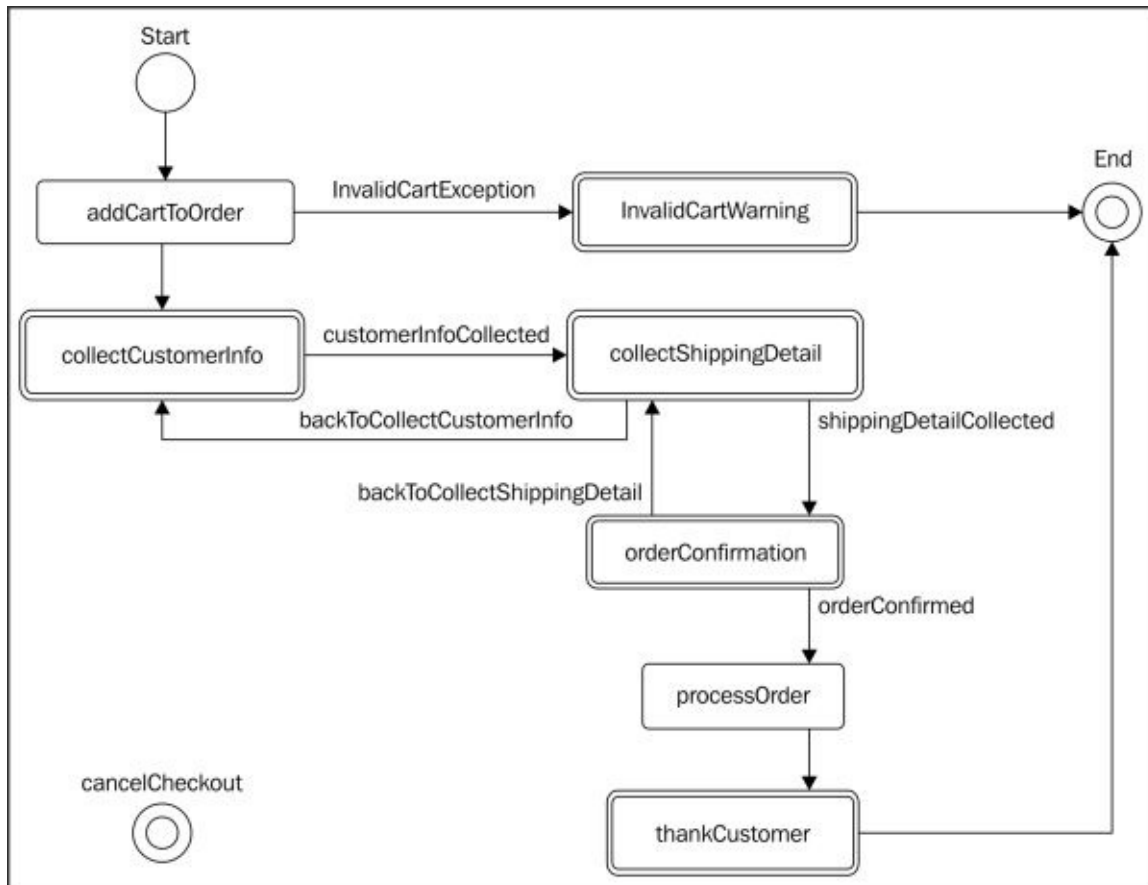 Start
End
InvalidCartException
addCartToOrder
InvalidCartWarning
customerInfoCollected
collectCustomerInfo
collectShippingDetail
backToCollectCustomerInfo
shippingDetailCollected
backToCollectShippingDetail
orderConfirmation
orderConfirmed
processOrder
cancelCheckout
thankCustomer